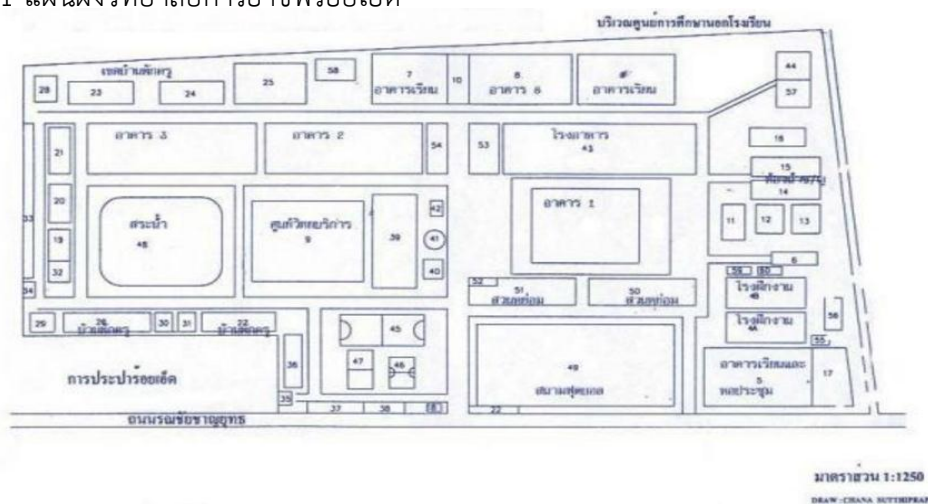 1 แผนผังวิทยาลัยการอาชีพร้อยเอ็ด
บริเวณศูนย์การศึกษานอกโรงเรียน
เขตบ้านพักครู
28
23
24
25
58
7
อาคารเรียน
10
8
อาคาร 8
อาคารเรียน
44
57
21
อาคาร 3
อาคาร 2
54
53
โรงอาหาร
43
16
15
14
33
20
19
32
34
สระน้ำ
48
ศูนย์วิทยบริการ
9
39
42
41
40
อาคาร 1
11
12
13
6
52
51
สวนหย่อม
50
สวนหย่อม
59
60
โรงฝึกงาน
4B
โรงฝึกงาน
4A
56
55
29
26
บ้านพักครู
30
31
22
บ้านพักครู
36
45
47
46
49
สนามฟุตบอล
อาคารเรียนและ
5
หอประชุม
17
การประปาร้อยเอ็ด
35
37
38
22
ถนนรณชัยชาญยุทธ
มาตราส่วน 1:1250
DRAW :CHANA SUTTHIPRAP